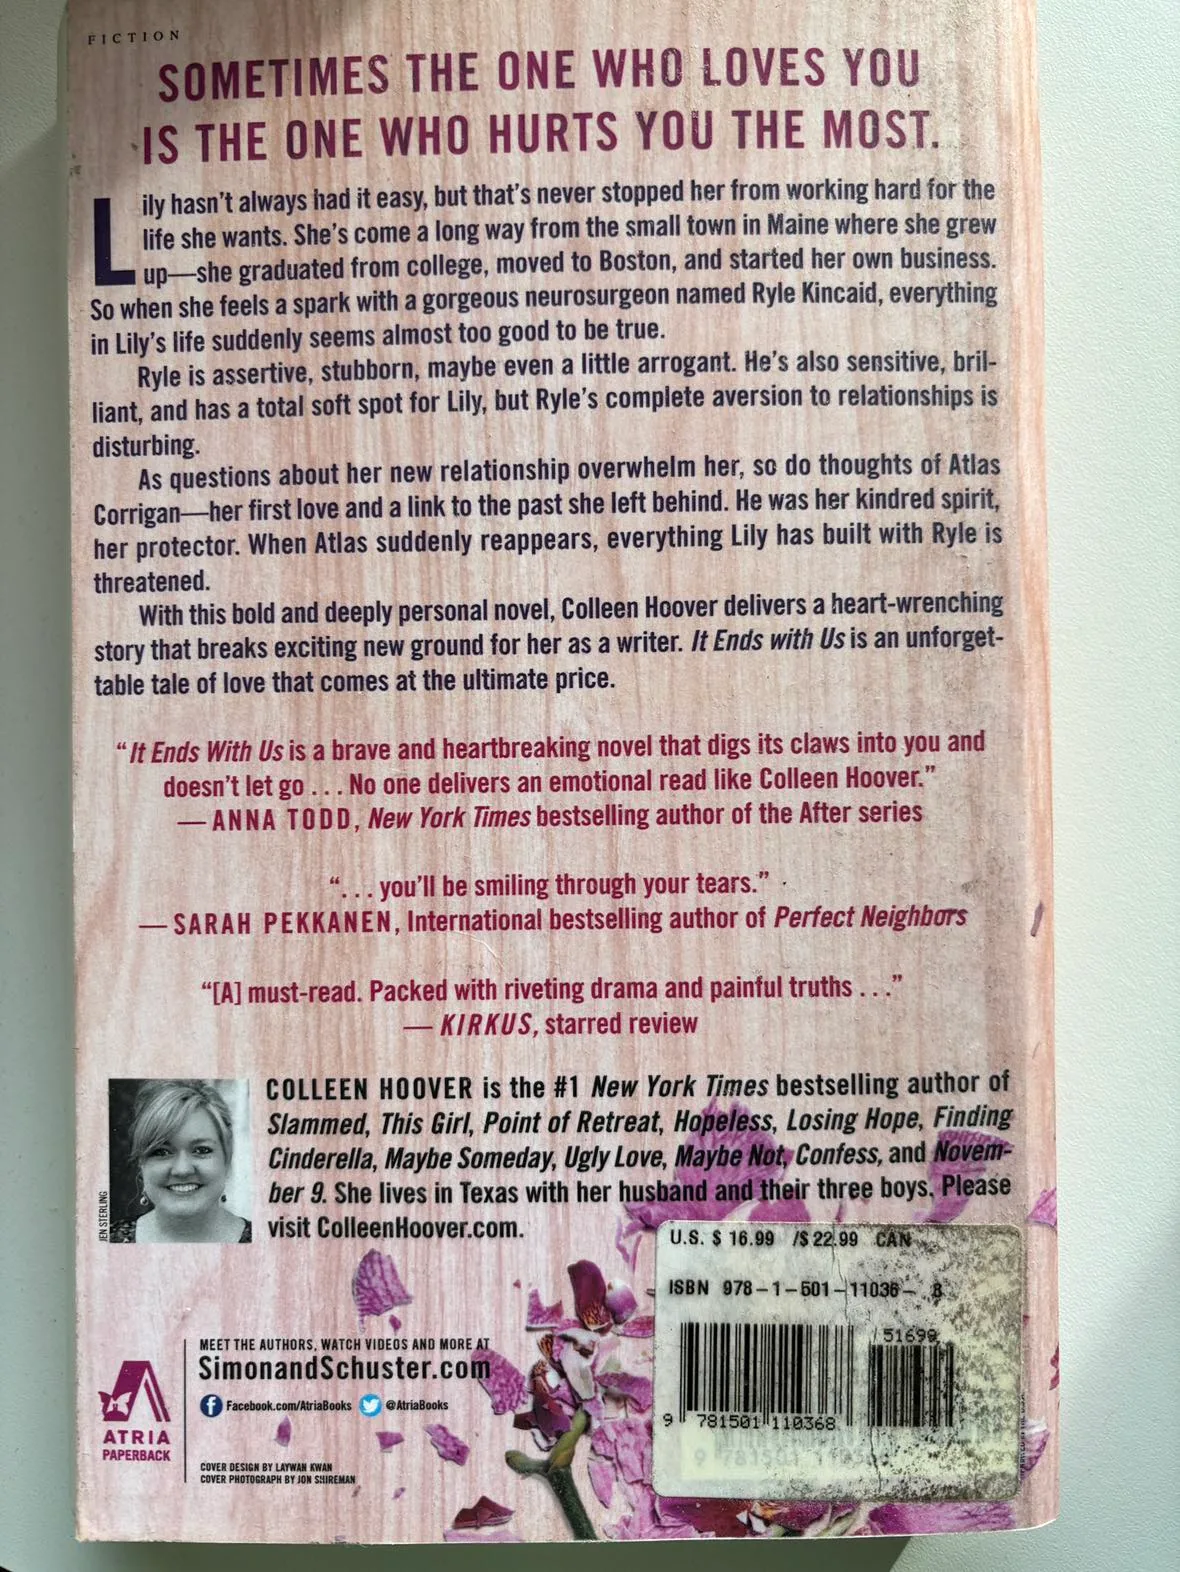 FICTION
SOMETIMES THE ONE WHO LOVES YOU
IS THE ONE WHO HURTS YOU THE MOST.
Lily hasn't always had it easy, but that's never stopped her from working hard for the
life she wants. She's come a long way from the small town in Maine where she grew
up—she graduated from college, moved to Boston, and started her own business.
So when she feels a spark with a gorgeous neurosurgeon named Ryle Kincaid, everything
in Lily's life suddenly seems almost too good to be true.
Ryle is assertive, stubborn, maybe even a little arrogant. He's also sensitive, bril-
liant, and has a total soft spot for Lily, but Ryle's complete aversion to relationships is
disturbing.
As questions about her new relationship overwhelm her, so do thoughts of Atlas
Corrigan—her first love and a link to the past she left behind. He was her kindred spirit,
her protector. When Atlas suddenly reappears, everything Lily has built with Ryle is
threatened.
With this bold and deeply personal novel, Colleen Hoover delivers a heart-wrenching
story that breaks exciting new ground for her as a writer. It Ends with Us is an unforget-
table tale of love that comes at the ultimate price.
"It Ends With Us is a brave and heartbreaking novel that digs its claws into you and
doesn't let go . . . No one delivers an emotional read like Colleen Hoover."
— ANNA TODD, New York Times bestselling author of the After series
". . . you'll be smiling through your tears."
— SARAH PEKKANEN, International bestselling author of Perfect Neighbors
"[A] must-read. Packed with riveting drama and painful truths . . ."
— KIRKUS, starred review
COLLEEN HOOVER is the #1 New York Times bestselling author of
Slammed, This Girl, Point of Retreat, Hopeless, Losing Hope, Finding
Cinderella, Maybe Someday, Ugly Love, Maybe Not, Confess, and Novem-
ber 9. She lives in Texas with her husband and their three boys. Please
visit ColleenHoover.com.
JEN STERLING
U.S. $ 16.99 /$ 22.99 CAN
ISBN 978-1-501-11036- 8
51699
9 781501 110368
MEET THE AUTHORS, WATCH VIDEOS AND MORE AT
SimonandSchuster.com
Facebook.com/AtriaBooks @AtriaBooks
ATRIA
PAPERBACK
COVER DESIGN BY LAYWAN KWAN
COVER PHOTOGRAPH BY JON SHIREMAN